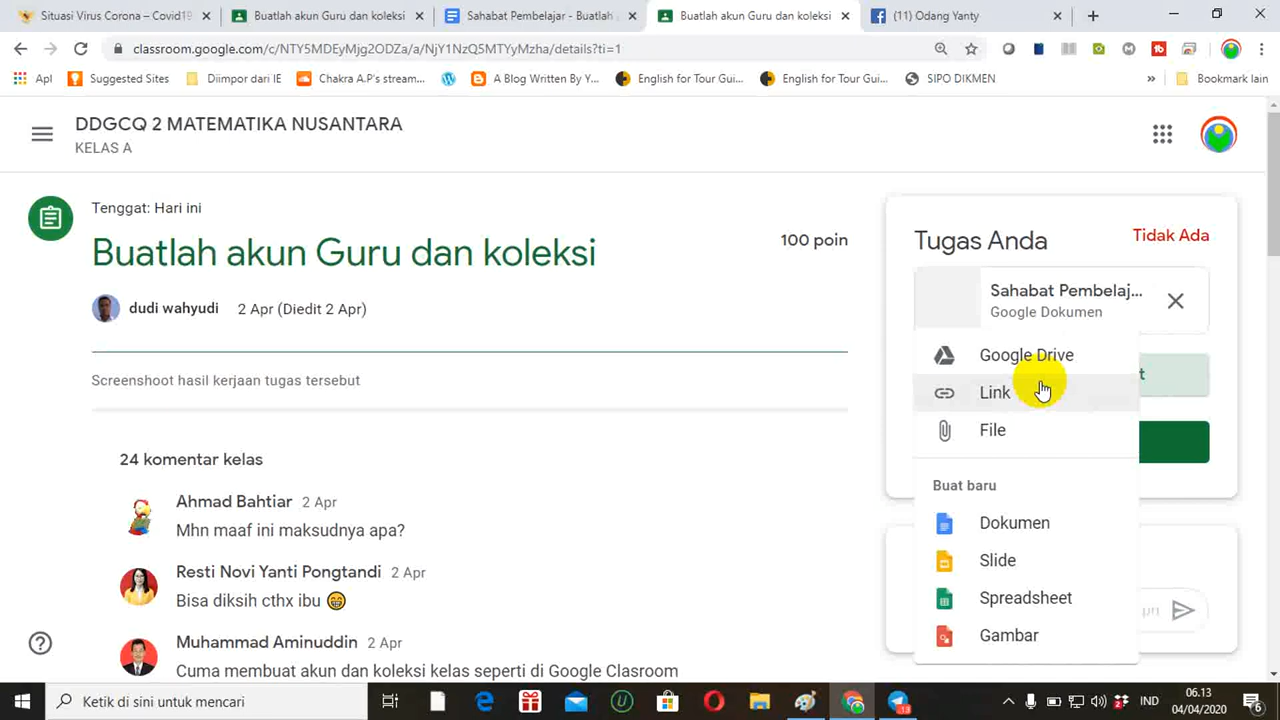 Situasi Virus Corona – Covid19
Buatlah akun Guru dan koleksi
Sahabat Pembelajar - Buatlah
Buatlah akun Guru dan koleksi
(11) Odang Yanty
classroom.google.com/c/NTY5MDEyMjg2ODZa/a/NjY1NzQ5MTYyMzha/details?ti=1
Apl
Suggested Sites
Diimpor dari IE
Chakra A.P's stream...
A Blog Written By Y...
English for Tour Gui...
English for Tour Gui...
SIPO DIKMEN
»
Bookmark lain
DDGCQ 2 MATEMATIKA NUSANTARA
KELAS A
Tenggat: Hari ini
Buatlah akun Guru dan koleksi
100 poin
dudi wahyudi 2 Apr (Diedit 2 Apr)
Screenshoot hasil kerjaan tugas tersebut
24 komentar kelas
Ahmad Bahtiar 2 Apr
Mhn maaf ini maksudnya apa?
Resti Novi Yanti Pongtandi 2 Apr
Bisa diksih cthx ibu 😁
Muhammad Aminuddin 2 Apr
Cuma membuat akun dan koleksi kelas seperti di Google Clasroom
Tugas Anda
Tidak Ada
Sahabat Pembelaj...
Google Dokumen
Google Drive
Link
File
Buat baru
Dokumen
Slide
Spreadsheet
Gambar
Ketik di sini untuk mencari
IND
06.13
04/04/2020